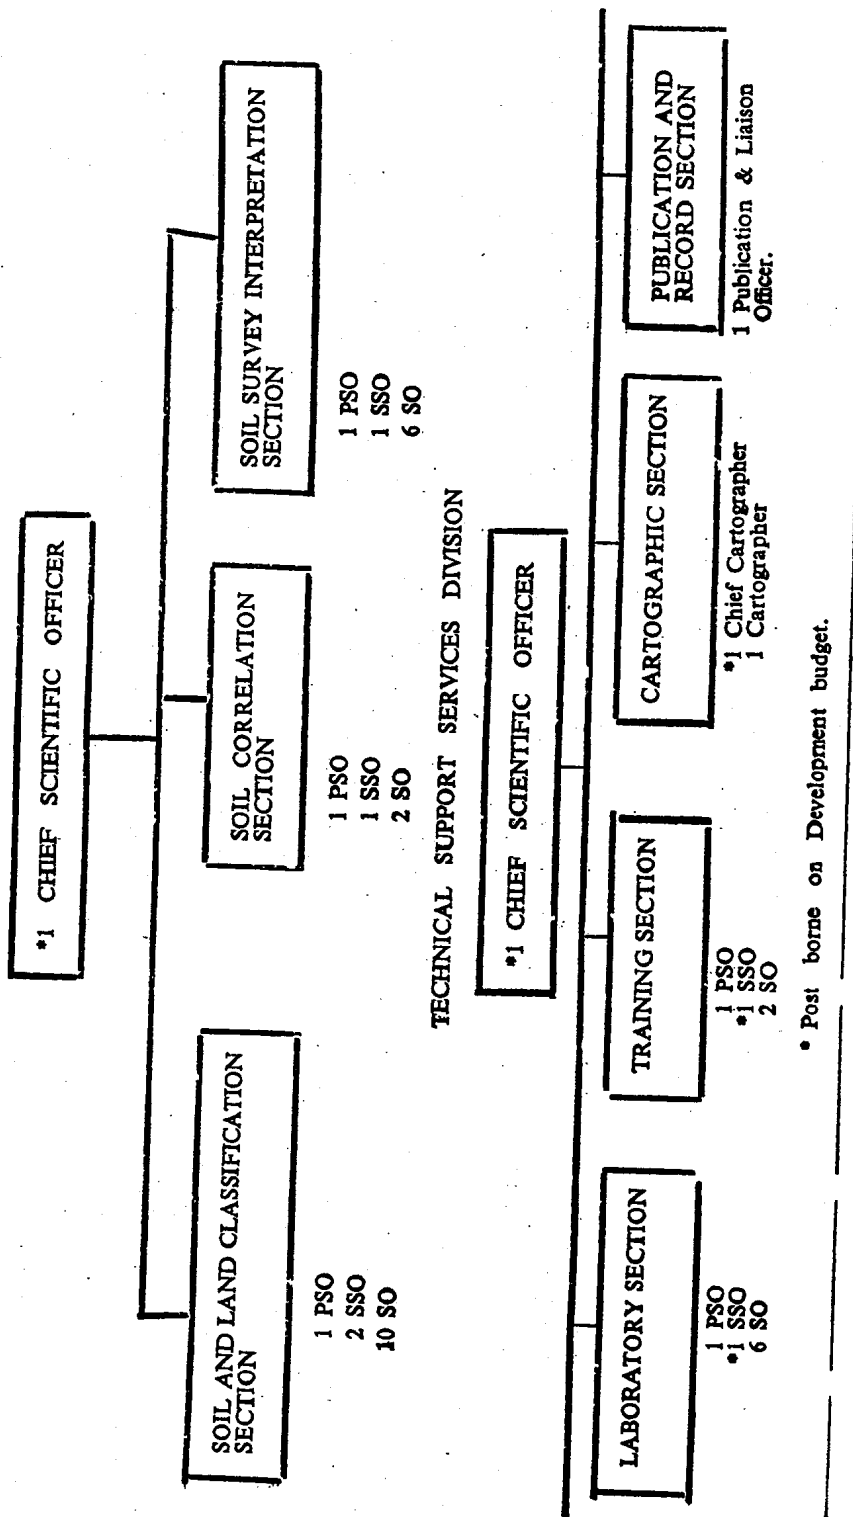 *1 CHIEF SCIENTIFIC OFFICER
SOIL AND LAND CLASSIFICATION
SECTION
1 PSO
2 SSO
10 SO
SOIL CORRELATION
SECTION
1 PSO
1 SSO
2 SO
SOIL SURVEY INTERPRETATION
SECTION
1 PSO
1 SSO
6 SO
TECHNICAL SUPPORT SERVICES DIVISION
*1 CHIEF SCIENTIFIC OFFICER
LABORATORY SECTION
1 PSO
*1 SSO
6 SO
TRAINING SECTION
1 PSO
*1 SSO
2 SO
CARTOGRAPHIC SECTION
*1 Chief Cartographer
1 Cartographer
PUBLICATION AND
RECORD SECTION
1 Publication & Liaison
Officer.
* Post borne on Development budget.